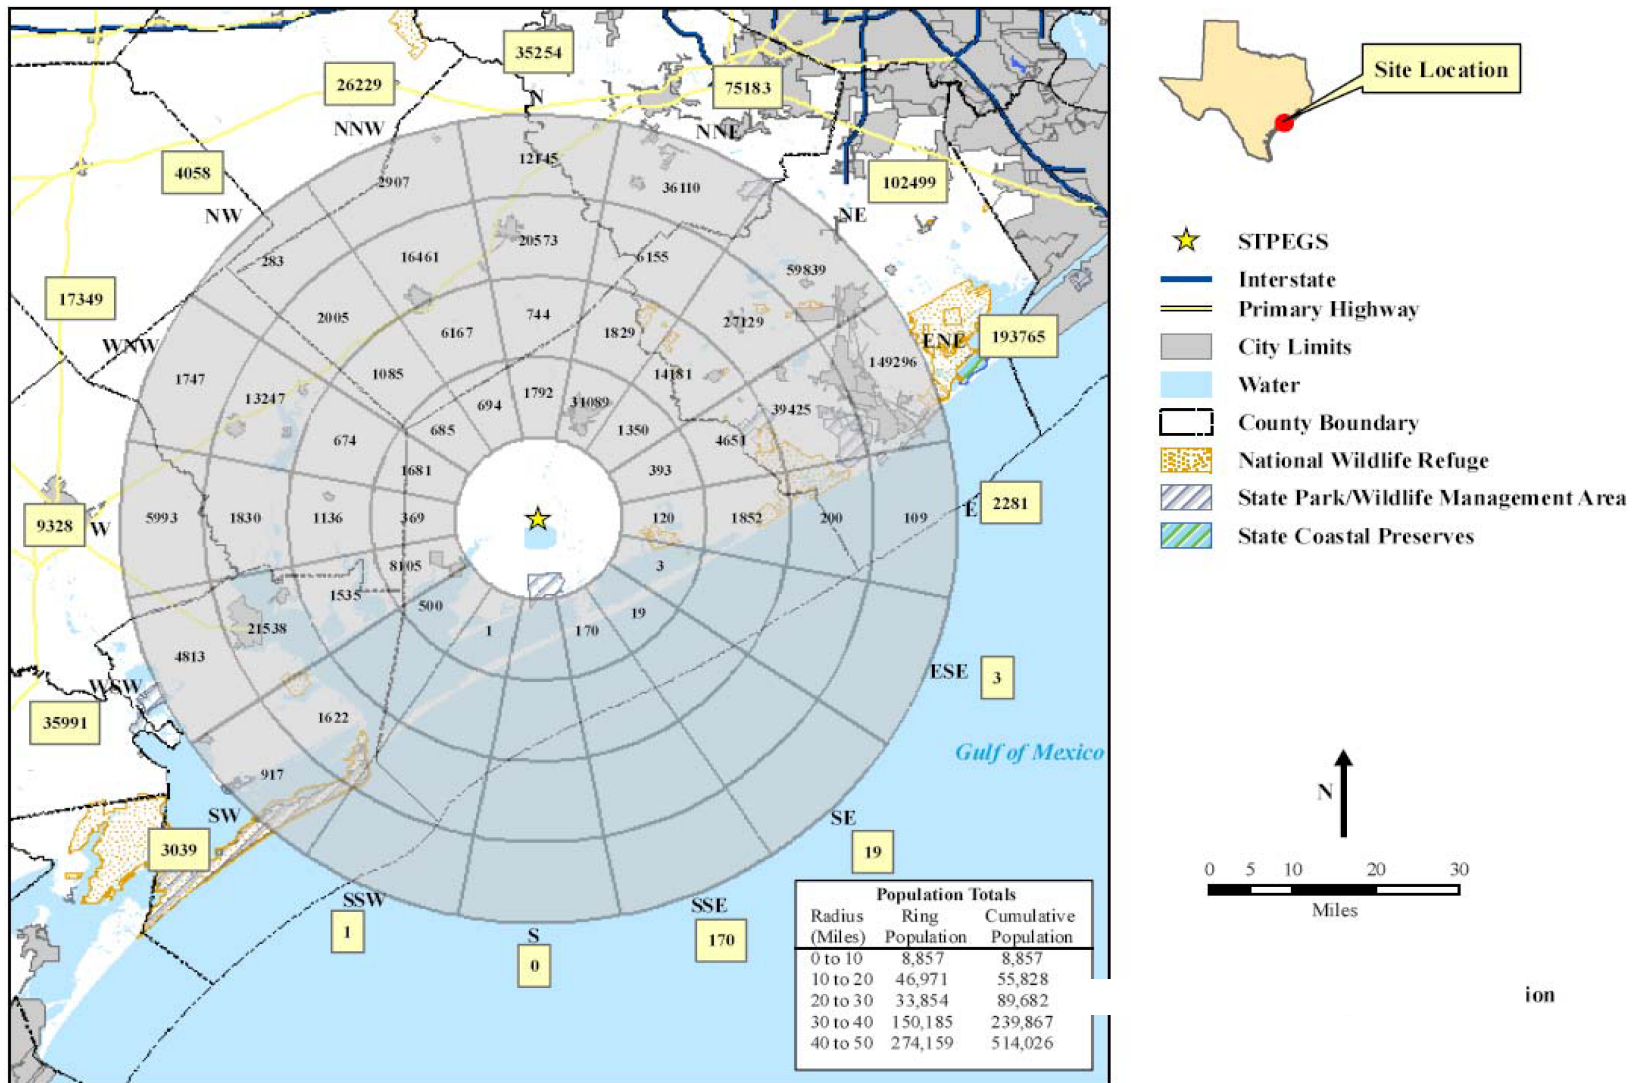 35254
26229
75183
N
NNW
NNE
12145
4058
2907
36110
102499
NW
NE
20573
16461
6155
283
59839
17349
2005
744
6167
1829
27129
193765
WNW
ENE
1747
1085
14181
149296
13247
694
1792
31089
39425
674
685
1350
4651
1681
393
9328
W
5993
1830
1136
369
120
1852
200
109
E
2281
8105
3
1535
500
19
21538
1
170
4813
ESE
3
WSW
35991
1622
Gulf of Mexico
917
SW
SE
3039
19
SSW
SSE
1
S
170
0
Population Totals
Radius Ring Cumulative
(Miles) Population Population
0 to 10 8,857 8,857
10 to 20 46,971 55,828
20 to 30 33,854 89,682
30 to 40 150,185 239,867
40 to 50 274,159 514,026
Site Location
STPEGS
Interstate
Primary Highway
City Limits
Water
County Boundary
National Wildlife Refuge
State Park/Wildlife Management Area
State Coastal Preserves
N
0 5 10 20 30
Miles
ion